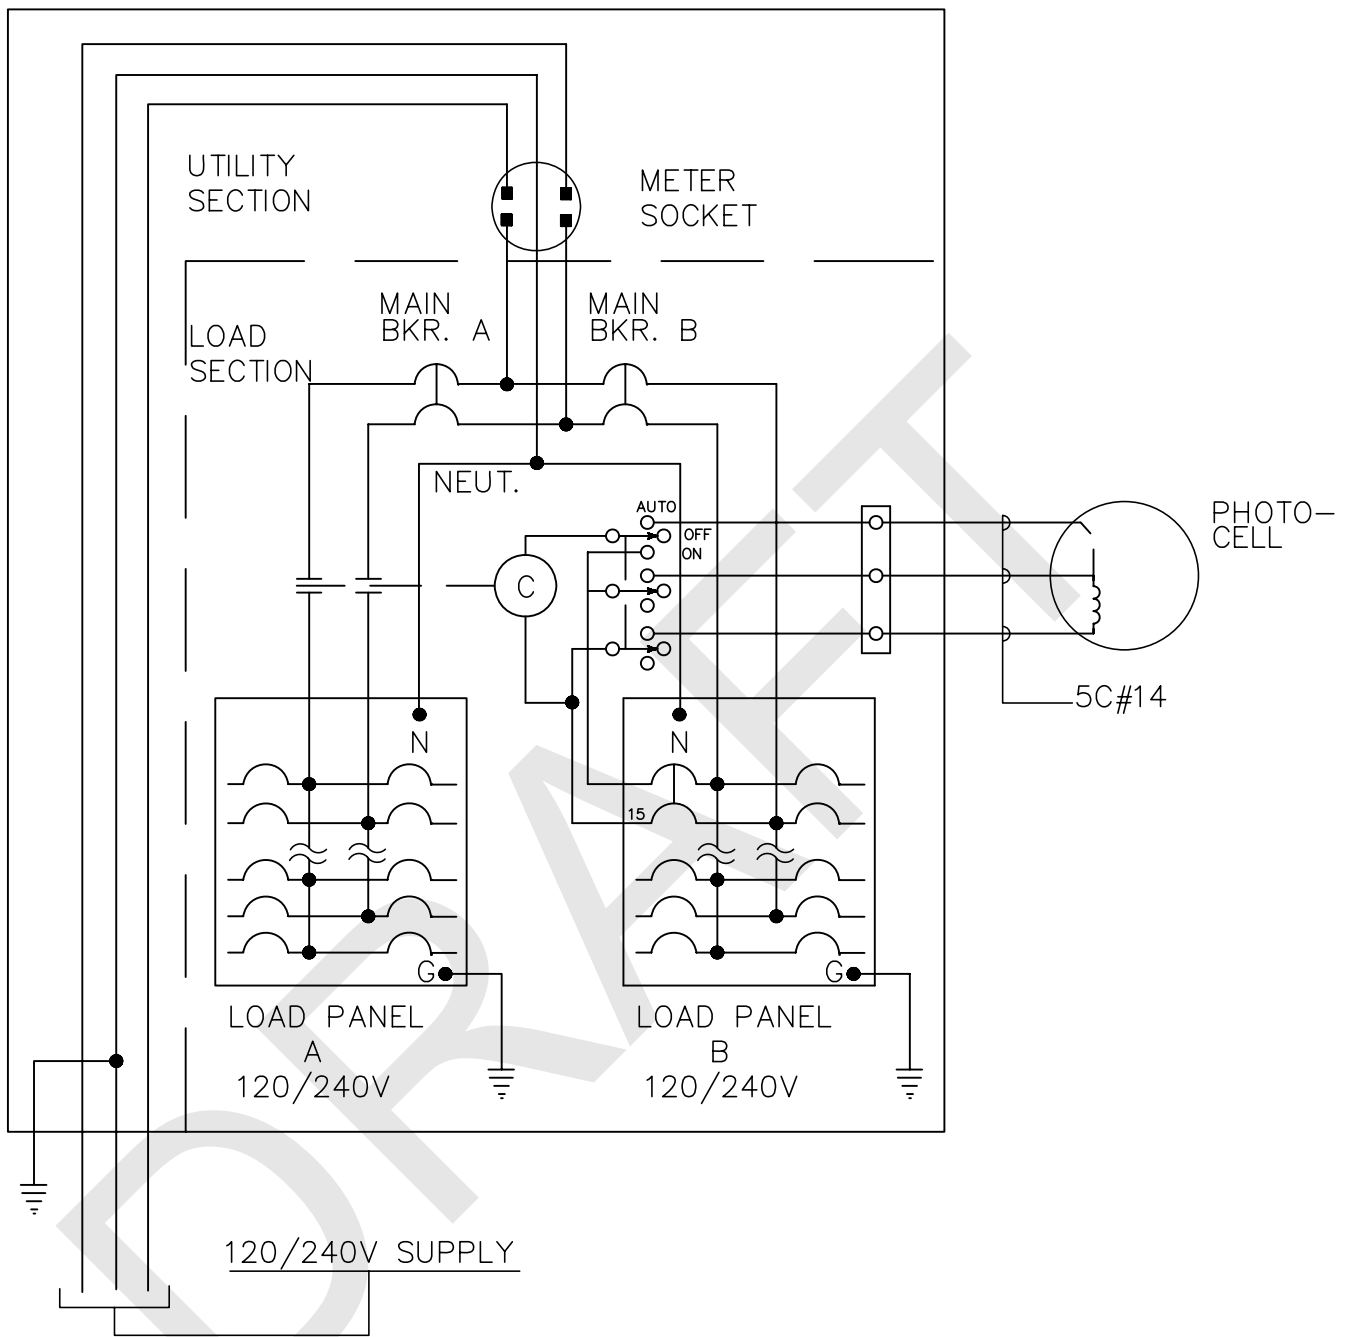 UTILITY
SECTION
METER
SOCKET
MAIN
BKR. A
MAIN
BKR. B
LOAD
SECTION
NEUT.
AUTO
OFF
ON
PHOTO-
CELL
C
5C#14
N
N
15
G
G
LOAD PANEL
A
120/240V
LOAD PANEL
B
120/240V
120/240V SUPPLY
DRAFT